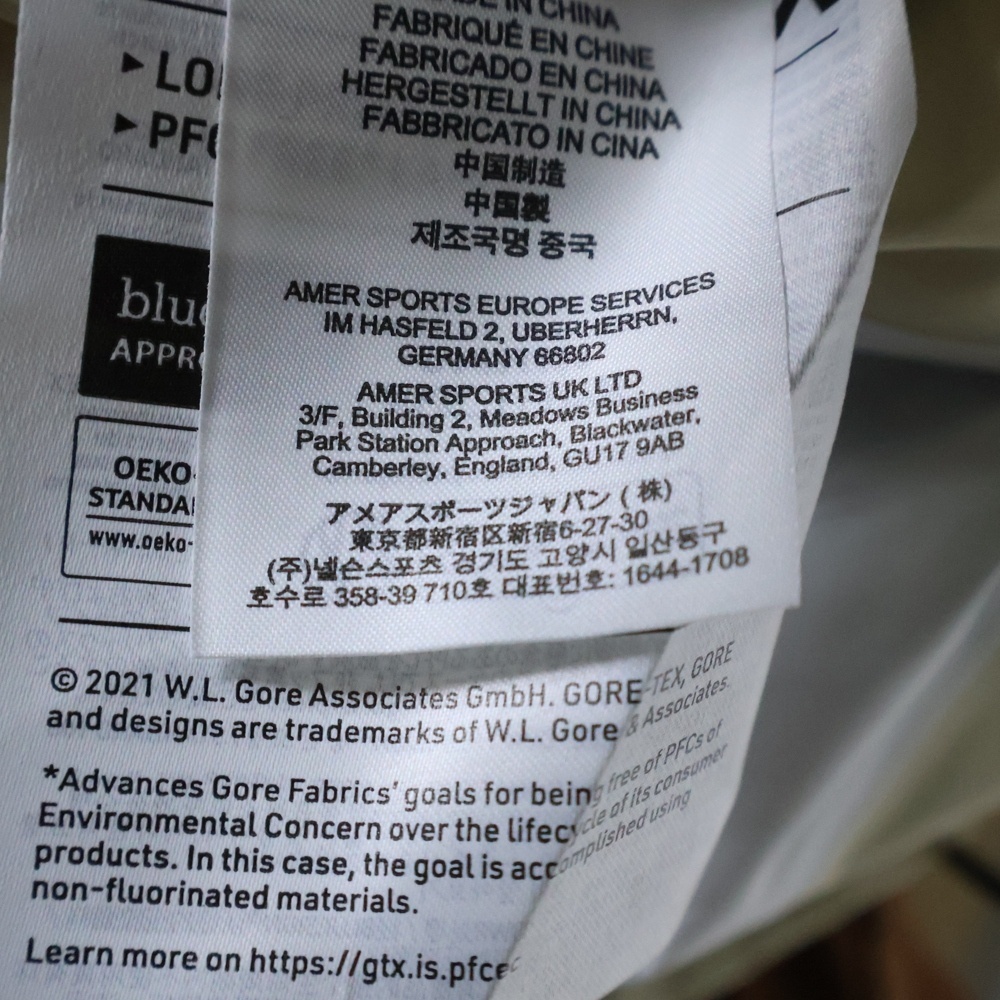 IN CHINA
FABRIQUÉ EN CHINE
FABRICADO EN CHINA
HERGESTELLT IN CHINA
FABBRICATO IN CINA
中国制造
中国製
제조국명 중국
AMER SPORTS EUROPE SERVICES
IM HASFELD 2, UBERHERRN,
GERMANY 66802
AMER SPORTS UK LTD
3/F, Building 2, Meadows Business
Park Station Approach, Blackwater,
Camberley, England, GU17 9AB
アメアスポーツジャパン (株)
東京都新宿区新宿6-27-30
(주)넬슨스포츠 경기도 고양시 일산동구
호수로 358-39 710호 대표번호: 1644-1708
► LO
► PFC
blu
APPR
OEKO-
STANDA
www.oeko-
© 2021 W.L. Gore Associates GmbH. GORE-TEX, GORE
and designs are trademarks of W.L. Gore & Associates.
*Advances Gore Fabrics' goals for being free of PFCs of
Environmental Concern over the lifecycle of its consumer
products. In this case, the goal is accomplished using
non-fluorinated materials.
Learn more on https://gtx.is.pfce